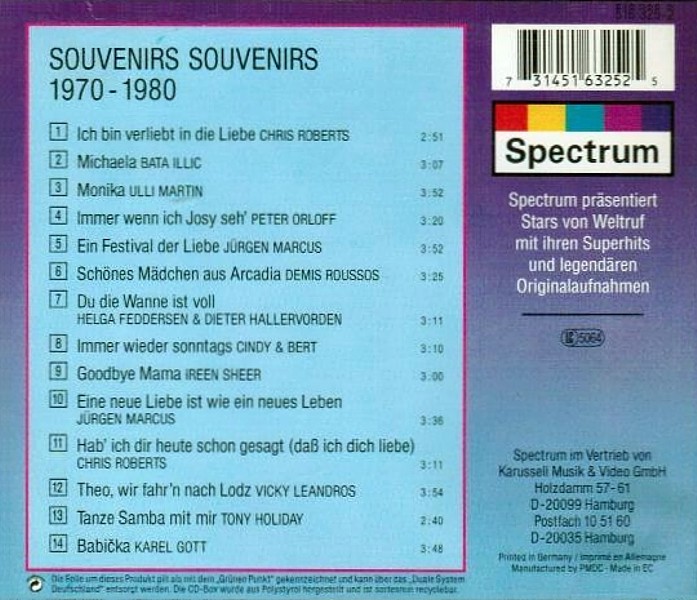 516 325-2
SOUVENIRS SOUVENIRS
1970 - 1980
1 Ich bin verliebt in die Liebe CHRIS ROBERTS 2:51
2 Michaela BATA ILLIC 3:07
3 Monika ULLI MARTIN 3:52
4 Immer wenn ich Josy seh' PETER ORLOFF 3:20
5 Ein Festival der Liebe JÜRGEN MARCUS 3:52
6 Schönes Mädchen aus Arcadia DEMIS ROUSSOS 3:25
7 Du die Wanne ist voll
HELGA FEDDERSEN & DIETER HALLERVORDEN 3:11
8 Immer wieder sonntags CINDY & BERT 3:10
9 Goodbye Mama IREEN SHEER 3:00
10 Eine neue Liebe ist wie ein neues Leben
JÜRGEN MARCUS 3:36
11 Hab' ich dir heute schon gesagt (daß ich dich liebe)
CHRIS ROBERTS 3:11
12 Theo, wir fahr'n nach Lodz VICKY LEANDROS 3:54
13 Tanze Samba mit mir TONY HOLIDAY 2:40
14 Babička KAREL GOTT 3:48
Die Folie um dieses Produkt gilt als mit dem „Grünen Punkt" gekennzeichnet und kann über das „Duale System
Deutschland" entsorgt werden. Die CD-Box wurde aus Polystyrol hergestellt und ist sortenrein recyclebar.
7 31451 63252 5
Spectrum
Spectrum präsentiert
Stars von Weltruf
mit ihren Superhits
und legendären
Originalaufnahmen
LC 5064
Spectrum im Vertrieb von
Karussell Musik & Video GmbH
Holzdamm 57-61
D-20099 Hamburg
Postfach 10 51 60
D-20035 Hamburg
Printed in Germany / Imprimé en Allemagne
Manufactured by PMDC - Made in EC